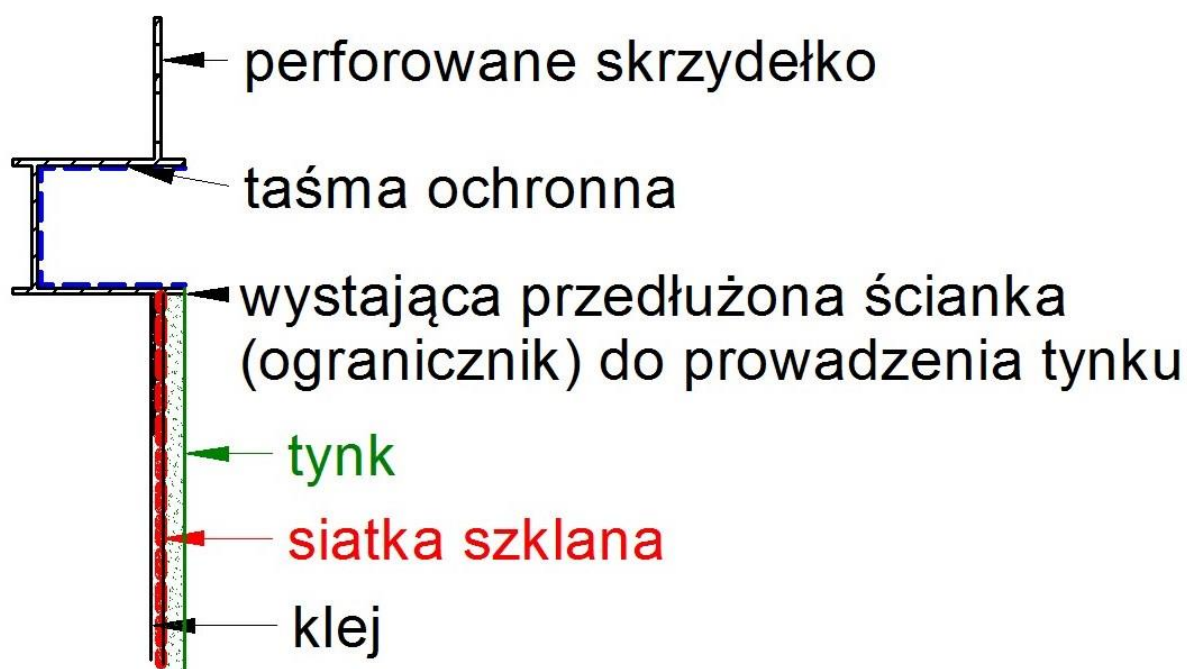 perforowane skrzydełko
taśma ochronna
wystająca przedłużona ścianka
(ogranicznik) do prowadzenia tynku
tynk
siatka szklana
klej